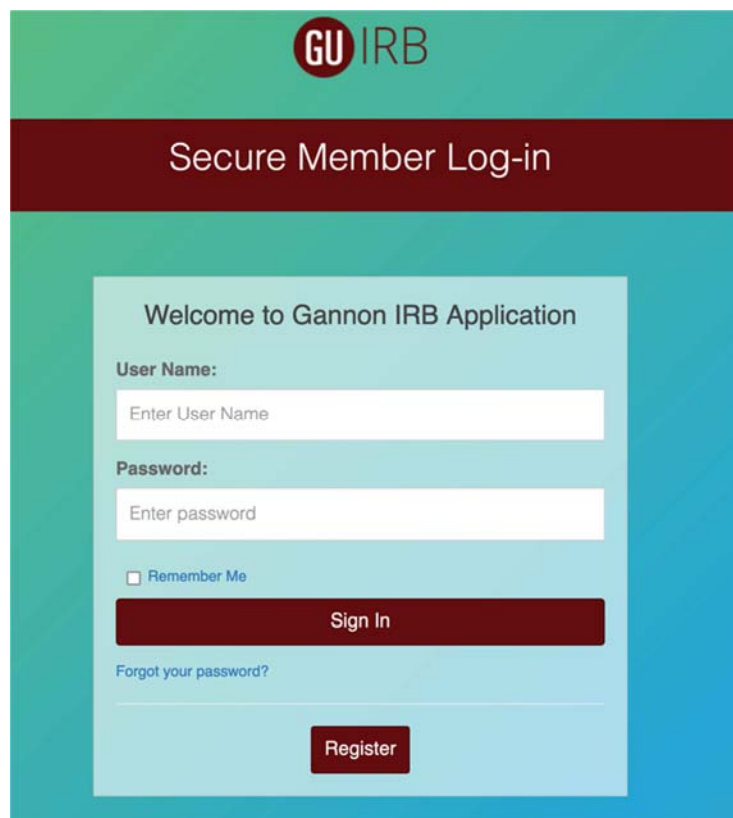 GU IRB
Secure Member Log-in
Welcome to Gannon IRB Application
User Name:
Enter User Name
Password:
Enter password
Remember Me
Sign In
Forgot your password?
Register